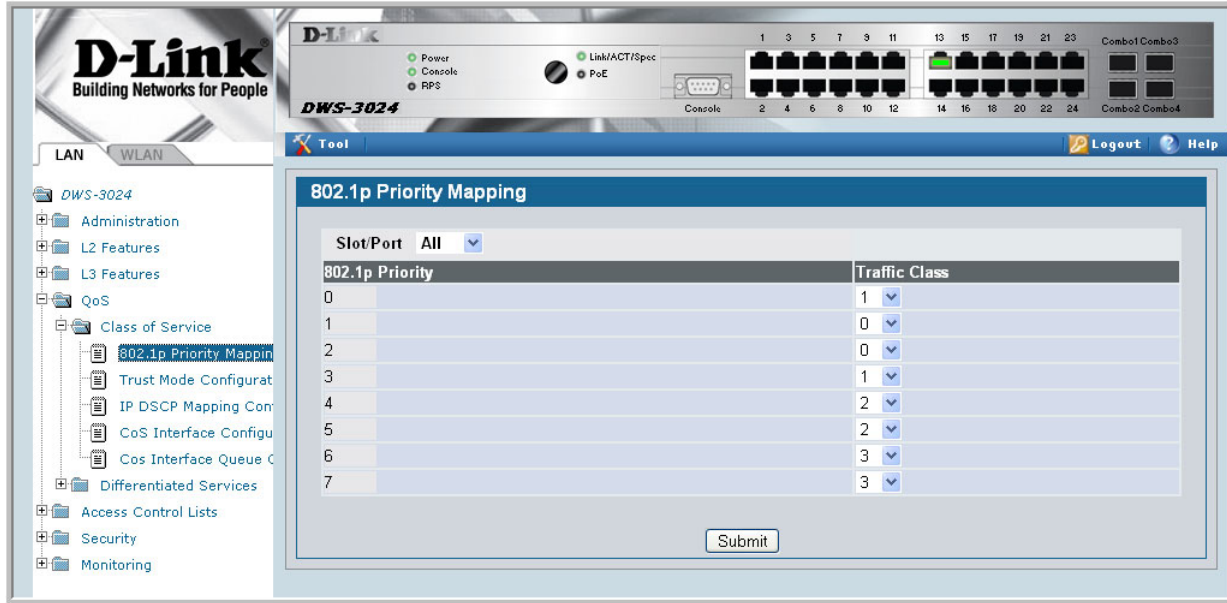 D-Link
Building Networks for People
D-Link
Power
Console
RPS
Link/ACT/Spec
PoE
DWS-3024
Console
1 3 5 7 9 11 13 15 17 19 21 23
Combo1 Combo3
2 4 6 8 10 12 14 16 18 20 22 24
Combo2 Combo4
LAN
WLAN
Tool
Logout
Help
DWS-3024
Administration
L2 Features
L3 Features
QoS
Class of Service
802.1p Priority Mappin
Trust Mode Configurat
IP DSCP Mapping Con
CoS Interface Configu
Cos Interface Queue C
Differentiated Services
Access Control Lists
Security
Monitoring
802.1p Priority Mapping
Slot/Port All
802.1p Priority Traffic Class
0 1
1 0
2 0
3 1
4 2
5 2
6 3
7 3
Submit